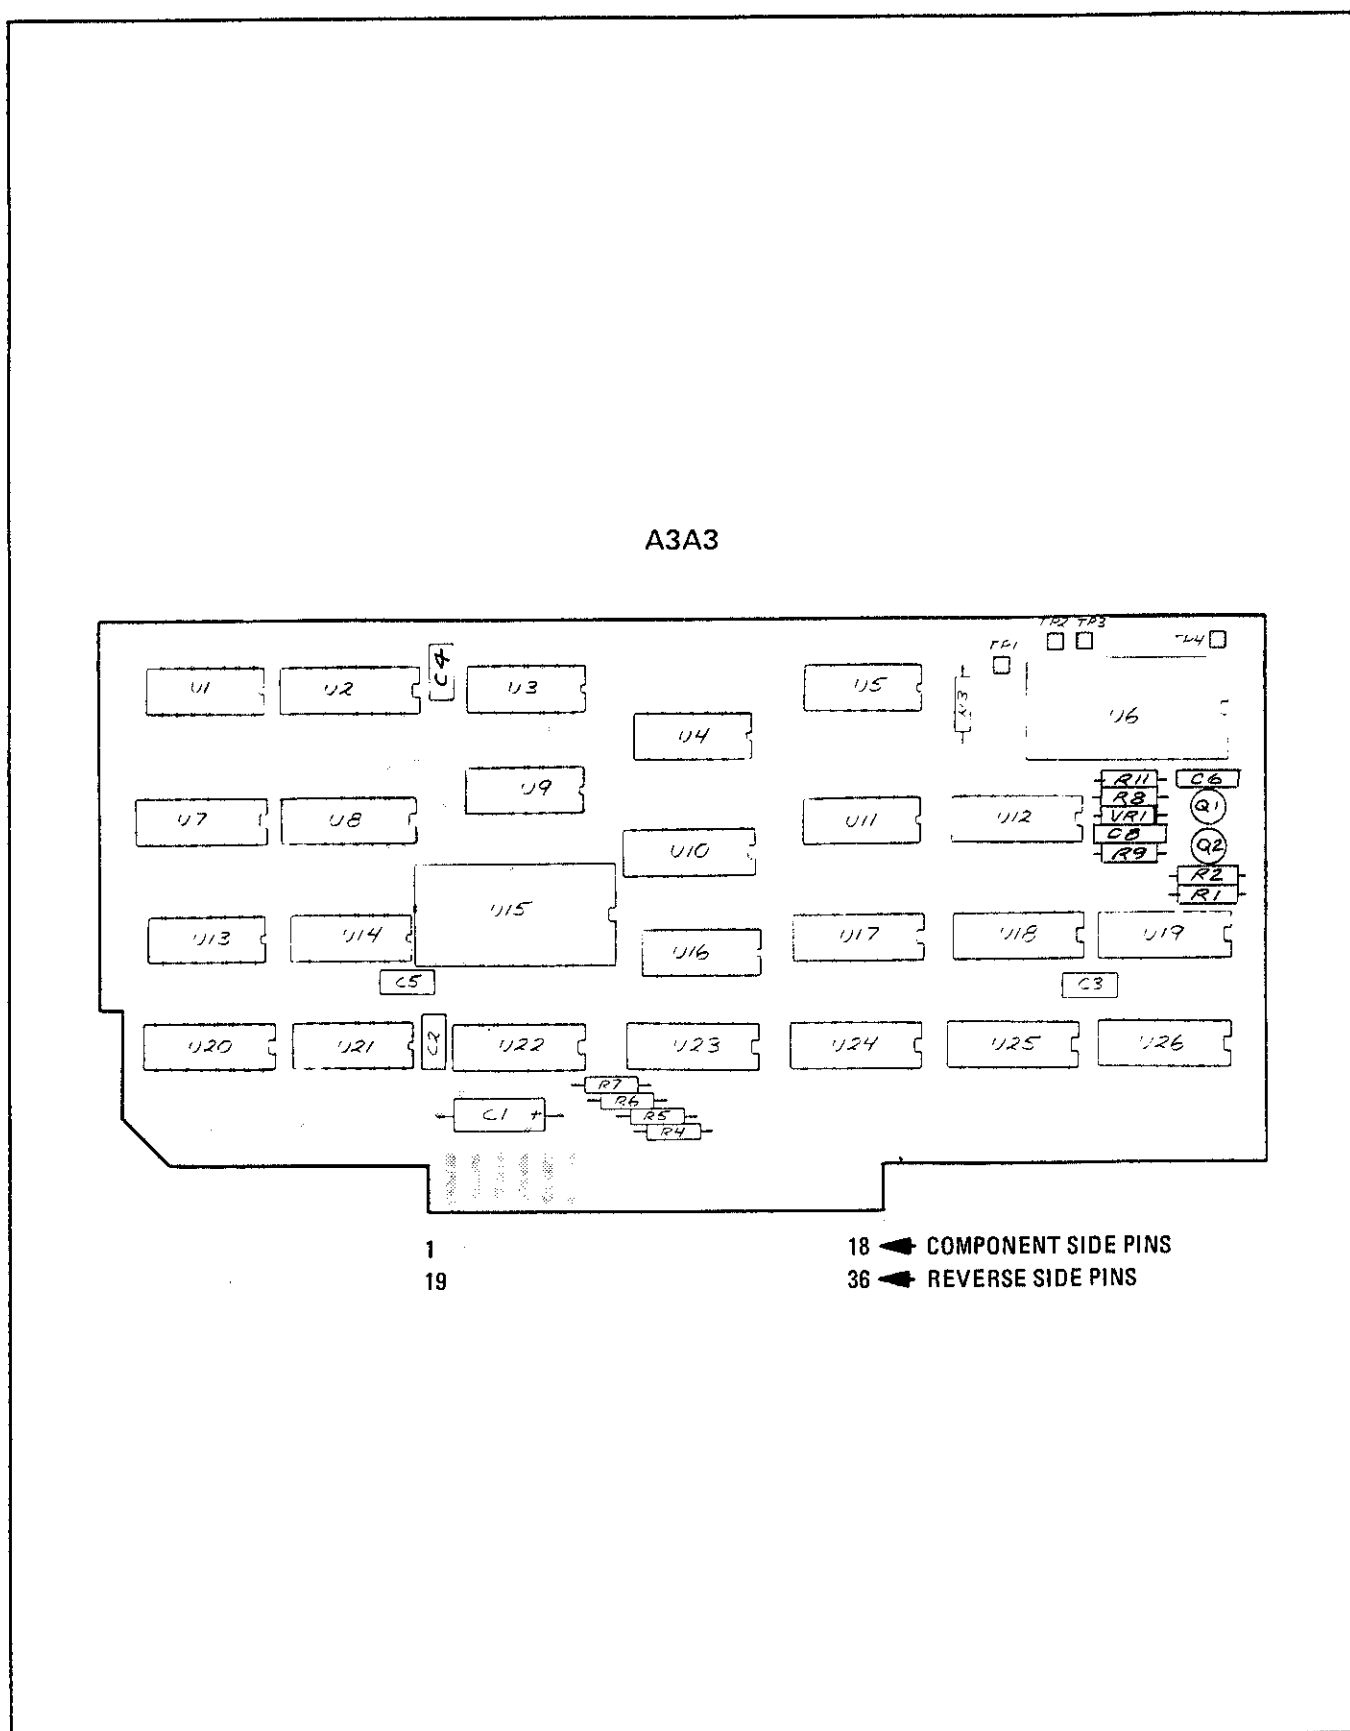 A3A3
TP2 TP3
TP1
TP4
C4
U1 U2 U3 U5
R3
U6
U4
R11 C6
U9
R8 Q1
U7 U8 U11 U12 VR1
C8
U10 R9 Q2
R2
R1
U15
U13 U14 U16 U17 U18 U19
C5 C3
U20 U21 C2 U22 U23 U24 U25 U26
R7
R6
C1 +
R5
R4
1 18 COMPONENT SIDE PINS
19 36 REVERSE SIDE PINS